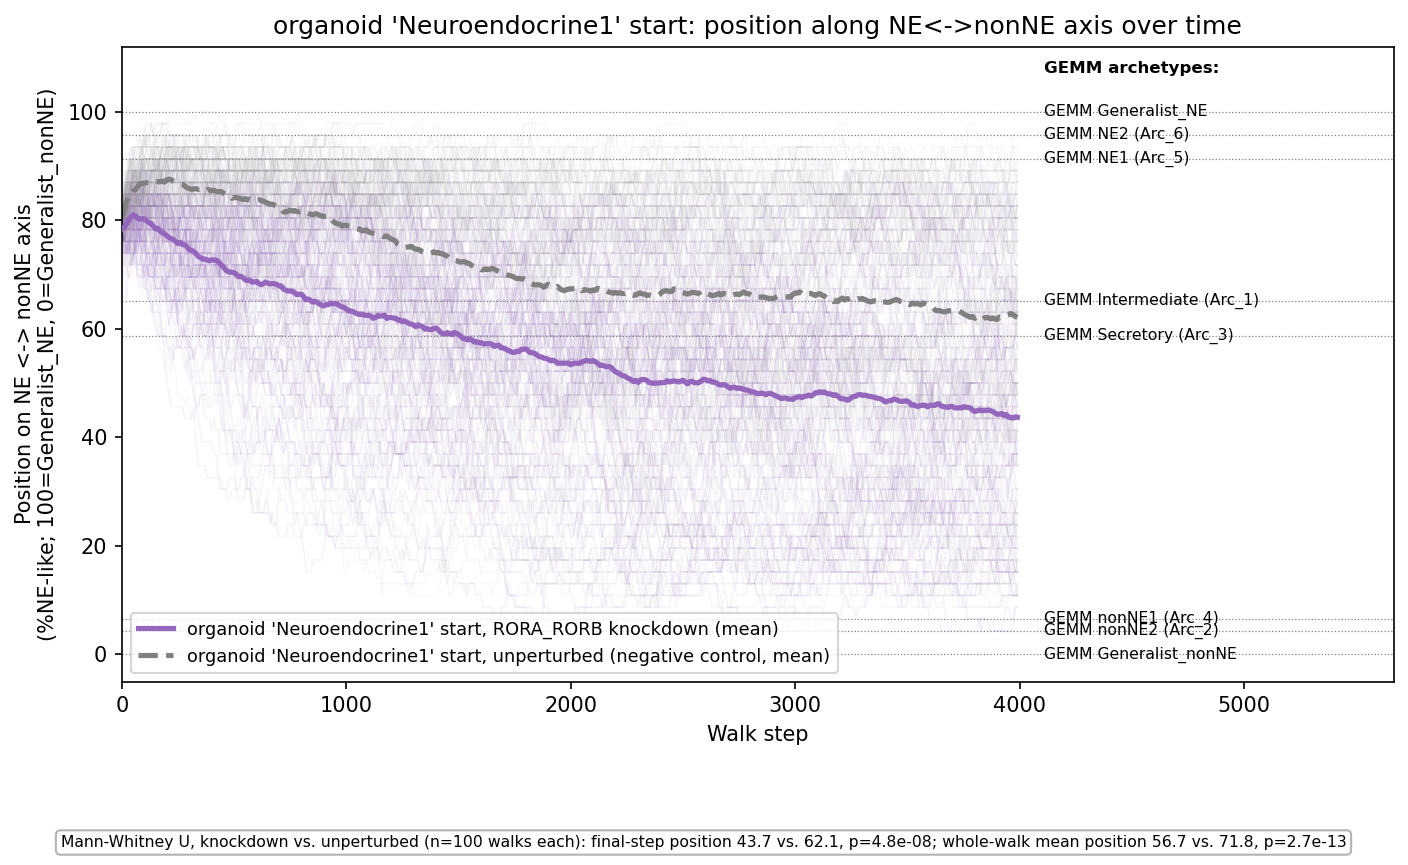 organoid 'Neuroendocrine1' start: position along NE<->nonNE axis over time
Position on NE <-> nonNE axis
(%NE-like; 100=Generalist_NE, 0=Generalist_nonNE)
100
80
60
40
20
0
GEMM archetypes:
GEMM Generalist_NE
GEMM NE2 (Arc_6)
GEMM NE1 (Arc_5)
GEMM Intermediate (Arc_1)
GEMM Secretory (Arc_3)
GEMM nonNE1 (Arc_4)
GEMM nonNE2 (Arc_2)
GEMM Generalist_nonNE
organoid 'Neuroendocrine1' start, RORA_RORB knockdown (mean)
organoid 'Neuroendocrine1' start, unperturbed (negative control, mean)
0 1000 2000 3000 4000 5000
Walk step
Mann-Whitney U, knockdown vs. unperturbed (n=100 walks each): final-step position 43.7 vs. 62.1, p=4.8e-08; whole-walk mean position 56.7 vs. 71.8, p=2.7e-13